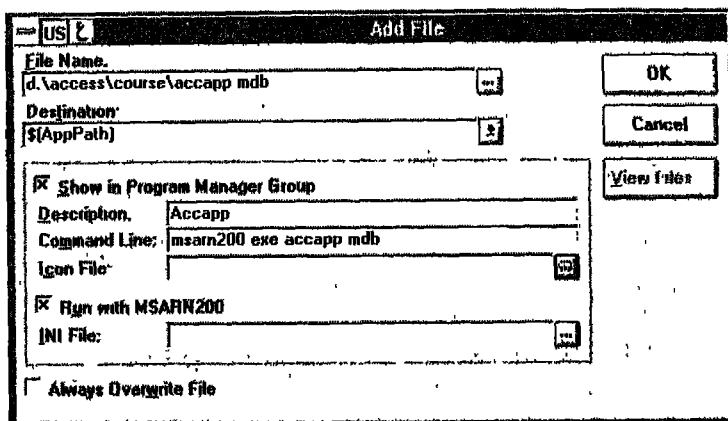 US
Add File
File Name.
d.\access\course\accapp mdb
...
OK
Destination:
$(AppPath)
Cancel
Show in Program Manager Group
View files
Description.
Accapp
Command Line:
msarn200 exe accapp mdb
Icon File
...
Run with MSARN200
INI File:
...
Always Overwrite File